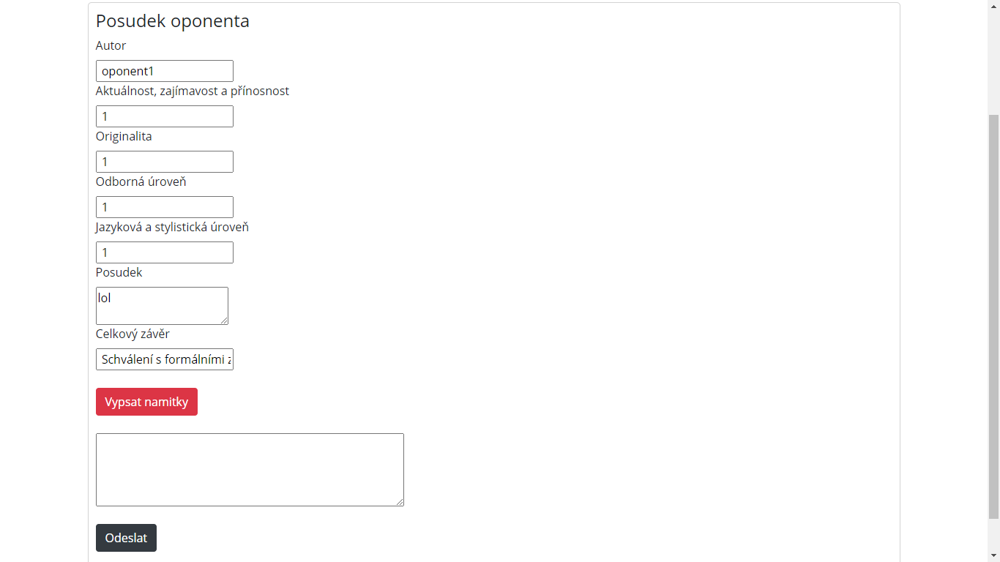 Posudek oponenta
Autor
oponent1
Aktuálnost, zajímavost a přínosnost
1
Originalita
1
Odborná úroveň
1
Jazyková a stylistická úroveň
1
Posudek
lol
Celkový závěr
Schválení s formálními z
Vypsat namitky
Odeslat